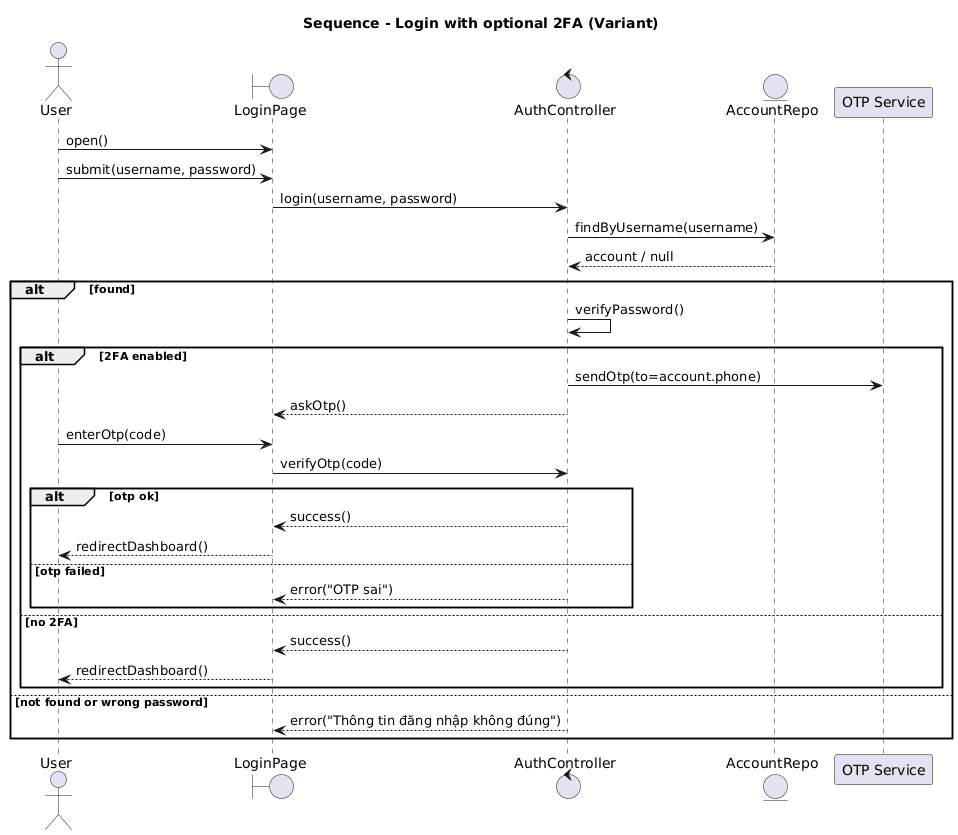 Sequence - Login with optional 2FA (Variant)
User
LoginPage
AuthController
AccountRepo
OTP Service
open()
submit(username, password)
login(username, password)
findByUsername(username)
account / null
alt [found]
verifyPassword()
alt [2FA enabled]
sendOtp(to=account.phone)
askOtp()
enterOtp(code)
verifyOtp(code)
alt [otp ok]
success()
redirectDashboard()
[otp failed]
error("OTP sai")
[no 2FA]
success()
redirectDashboard()
[not found or wrong password]
error("Thông tin đăng nhập không đúng")
User
LoginPage
AuthController
AccountRepo
OTP Service